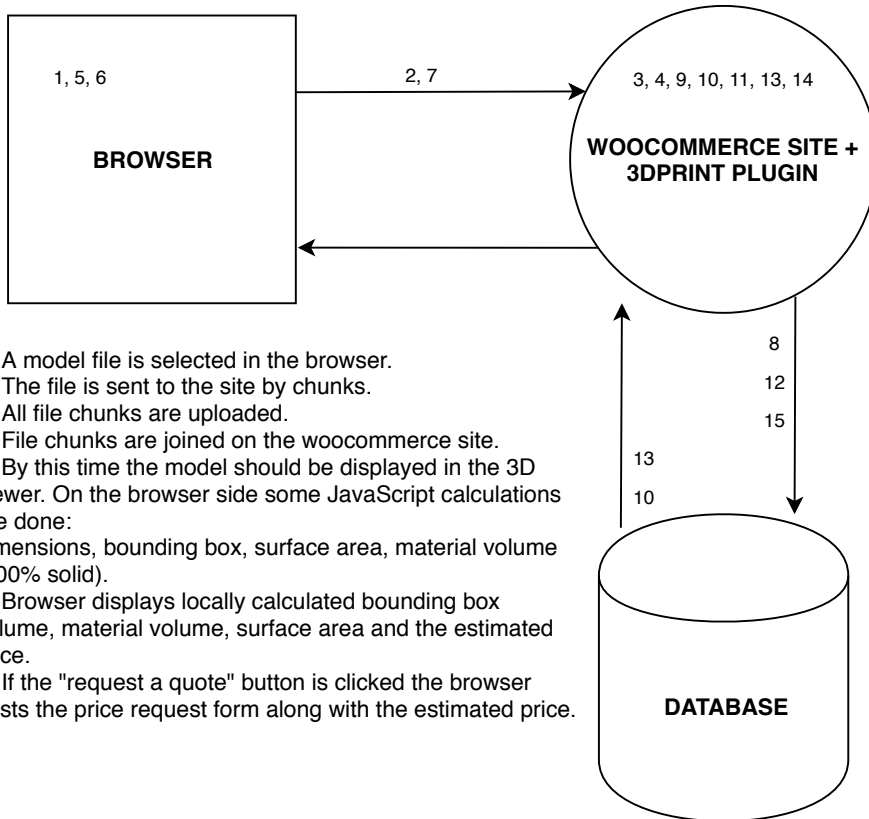 1, 5, 6
2, 7
3, 4, 9, 10, 11, 13, 14
BROWSER
WOOCOMMERCE SITE +
3DPRINT PLUGIN
8
12
15
13
10
A model file is selected in the browser.
The file is sent to the site by chunks.
All file chunks are uploaded.
File chunks are joined on the woocommerce site.
By this time the model should be displayed in the 3D
ewer. On the browser side some JavaScript calculations
e done:
mensions, bounding box, surface area, material volume
00% solid).
Browser displays locally calculated bounding box
lume, material volume, surface area and the estimated
ce.
If the "request a quote" button is clicked the browser
sts the price request form along with the estimated price.
DATABASE